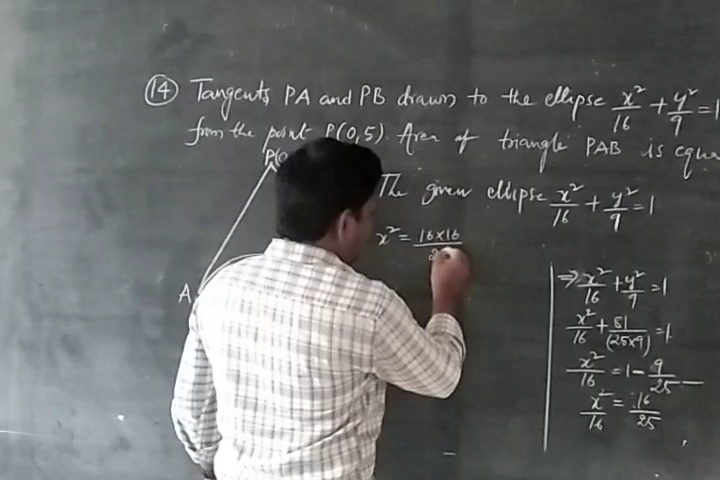 (14) Tangents PA and PB drawn to the ellipse x²/16 + y²/9 = 1
from the point P(0,5). Area of triangle PAB is equa
P(0
The given ellipse x²/16 + y²/9 = 1
x² = 16×16/2
A
⇒ x²/16 + y²/9 = 1
x²/16 + 81/(25×9) = 1
x²/16 = 1 - 9/25
x²/16 = 16/25